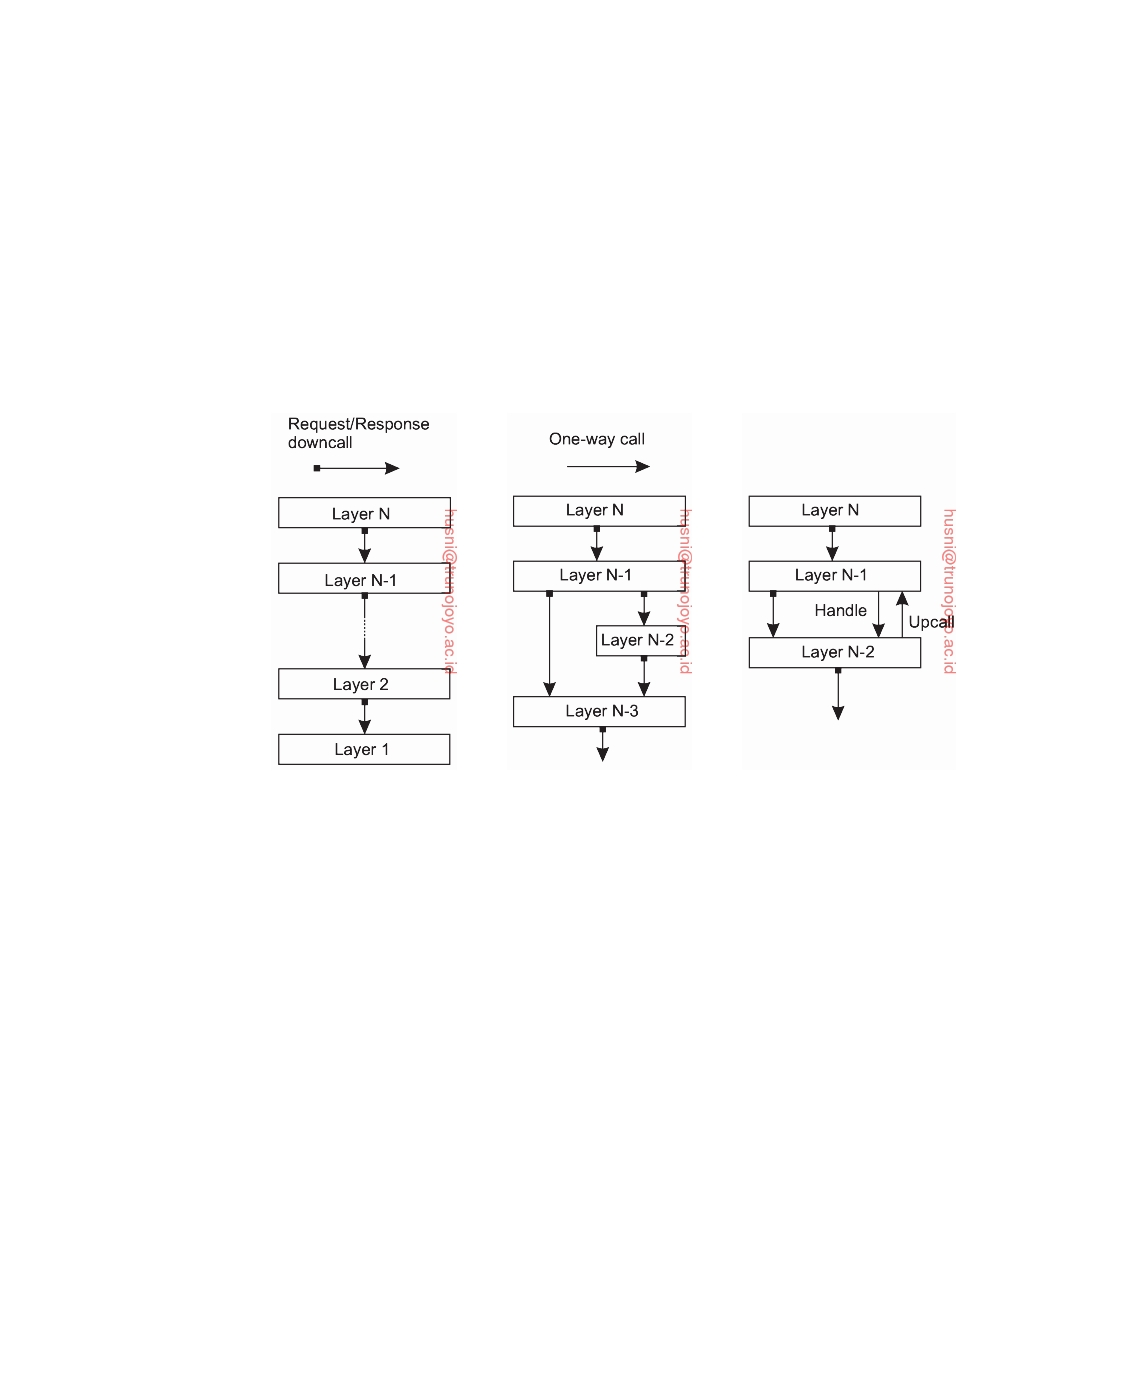 Request/Response
downcall
Layer N
Layer N-1
Layer 2
Layer 1
husni@trunojoyo.ac.id
One-way call
Layer N
Layer N-1
Layer N-2
Layer N-3
husni@trunojoyo.ac.id
Layer N
Layer N-1
Handle
Upcall
Layer N-2
husni@trunojoyo.ac.id